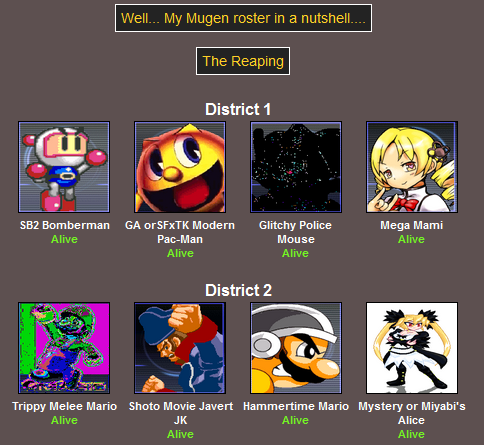 Well... My Mugen roster in a nutshell....
The Reaping
District 1
SB2 Bomberman
Alive
GA orSFxTK Modern
Pac-Man
Alive
Glitchy Police
Mouse
Alive
Mega Mami
Alive
District 2
Trippy Melee Mario
Alive
Shoto Movie Javert
JK
Alive
Hammertime Mario
Alive
Mystery or Miyabi's
Alice
Alive